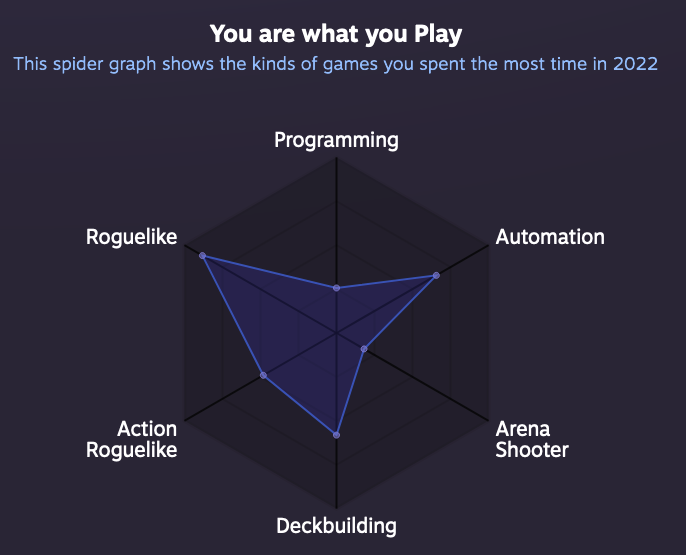 You are what you Play
This spider graph shows the kinds of games you spent the most time in 2022
Programming
Roguelike
Automation
Action
Roguelike
Arena
Shooter
Deckbuilding